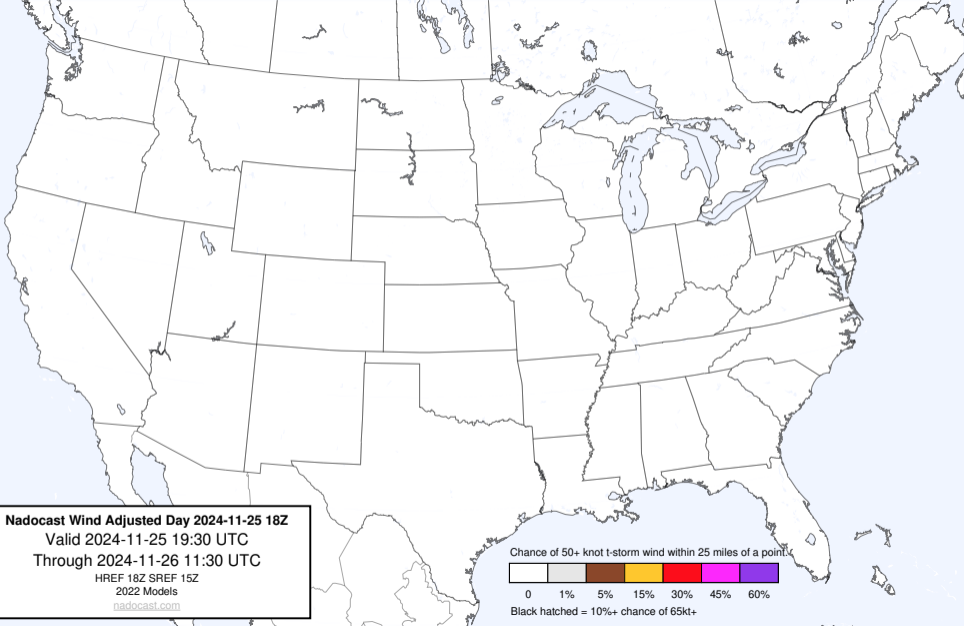 Nadocast Wind Adjusted Day 2024-11-25 18Z
Valid 2024-11-25 19:30 UTC
Through 2024-11-26 11:30 UTC
HREF 18Z SREF 15Z
2022 Models
nadocast.com
Chance of 50+ knot t-storm wind within 25 miles of a point.
0 1% 5% 15% 30% 45% 60%
Black hatched = 10%+ chance of 65kt+